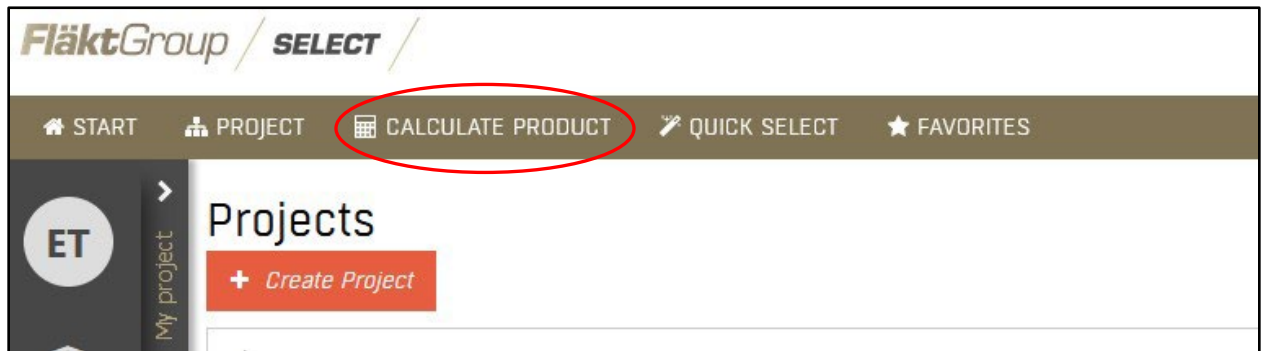 FläktGroup / SELECT /
START PROJECT CALCULATE PRODUCT QUICK SELECT FAVORITES
ET
My project
Projects
+ Create Project